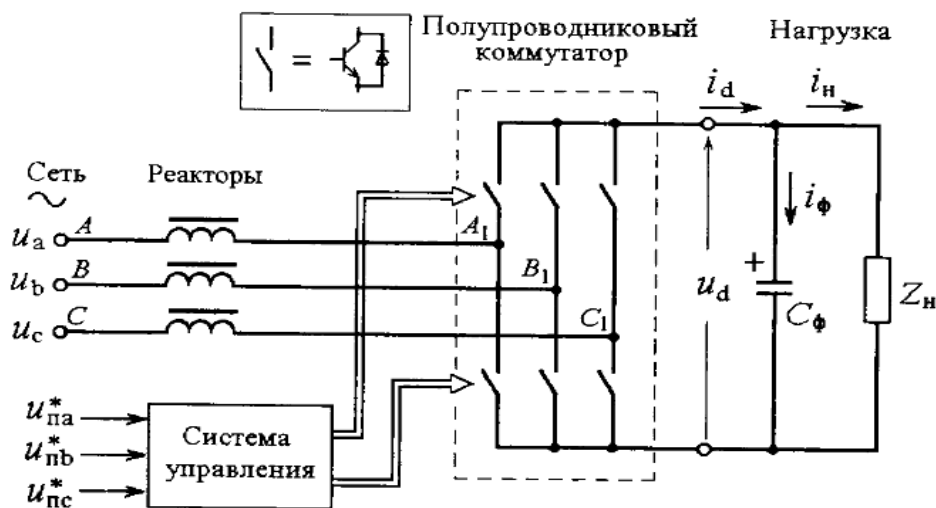 Полупроводниковый
коммутатор
Нагрузка
=
i_d
i_н
Сеть
~
Реакторы
u_a
A
A_1
i_ф
u_b
B
B_1
+
u_d
C_ф
Z_н
u_c
C
C_1
u*_пa
u*_пb
u*_пc
Система
управления